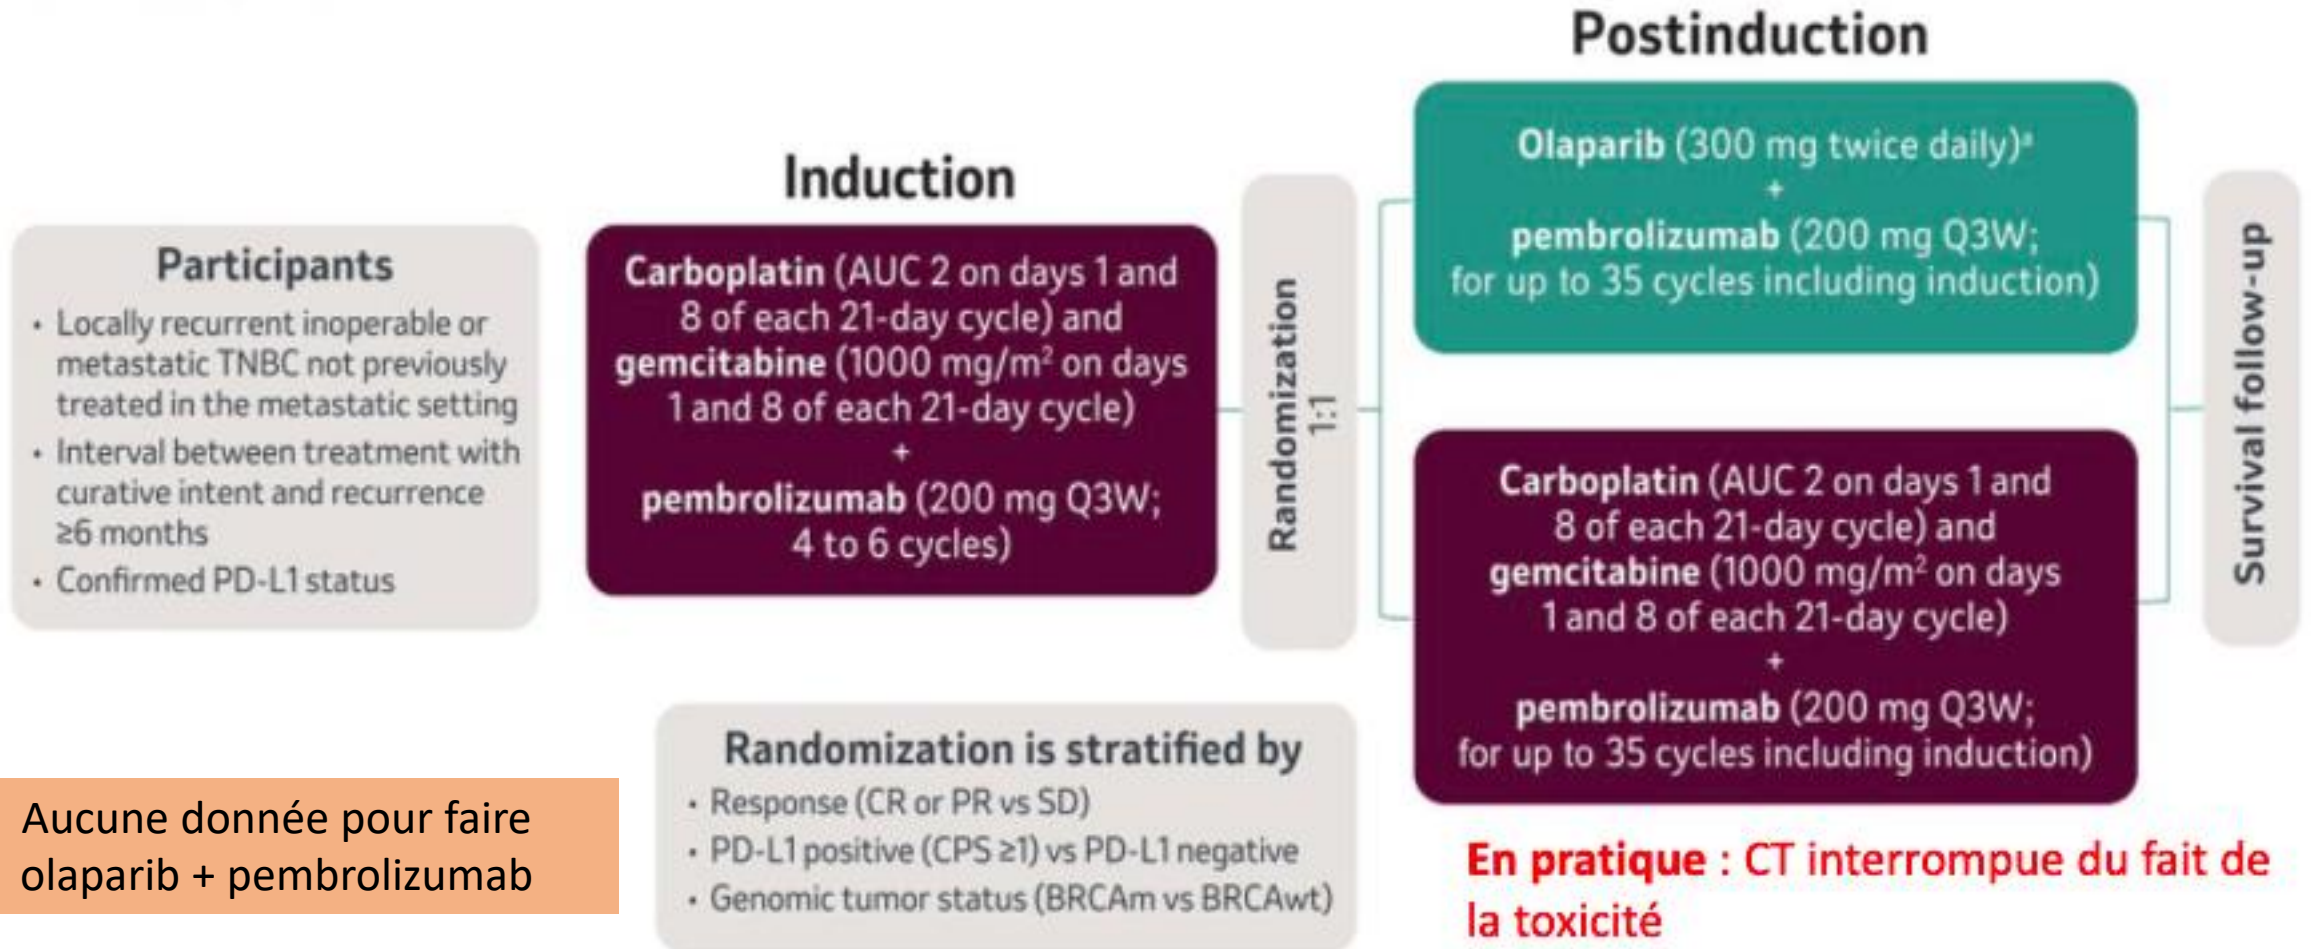 Participants
• Locally recurrent inoperable or
metastatic TNBC not previously
treated in the metastatic setting
• Interval between treatment with
curative intent and recurrence
≥6 months
• Confirmed PD-L1 status
Induction
Carboplatin (AUC 2 on days 1 and
8 of each 21-day cycle) and
gemcitabine (1000 mg/m² on days
1 and 8 of each 21-day cycle)
+
pembrolizumab (200 mg Q3W;
4 to 6 cycles)
Randomization
1:1
Postinduction
Olaparib (300 mg twice daily)ª
+
pembrolizumab (200 mg Q3W;
for up to 35 cycles including induction)
Carboplatin (AUC 2 on days 1 and
8 of each 21-day cycle) and
gemcitabine (1000 mg/m² on days
1 and 8 of each 21-day cycle)
+
pembrolizumab (200 mg Q3W;
for up to 35 cycles including induction)
Survival follow-up
Randomization is stratified by
• Response (CR or PR vs SD)
• PD-L1 positive (CPS ≥1) vs PD-L1 negative
• Genomic tumor status (BRCAm vs BRCAwt)
Aucune donnée pour faire
olaparib + pembrolizumab
En pratique : CT interrompue du fait de
la toxicité